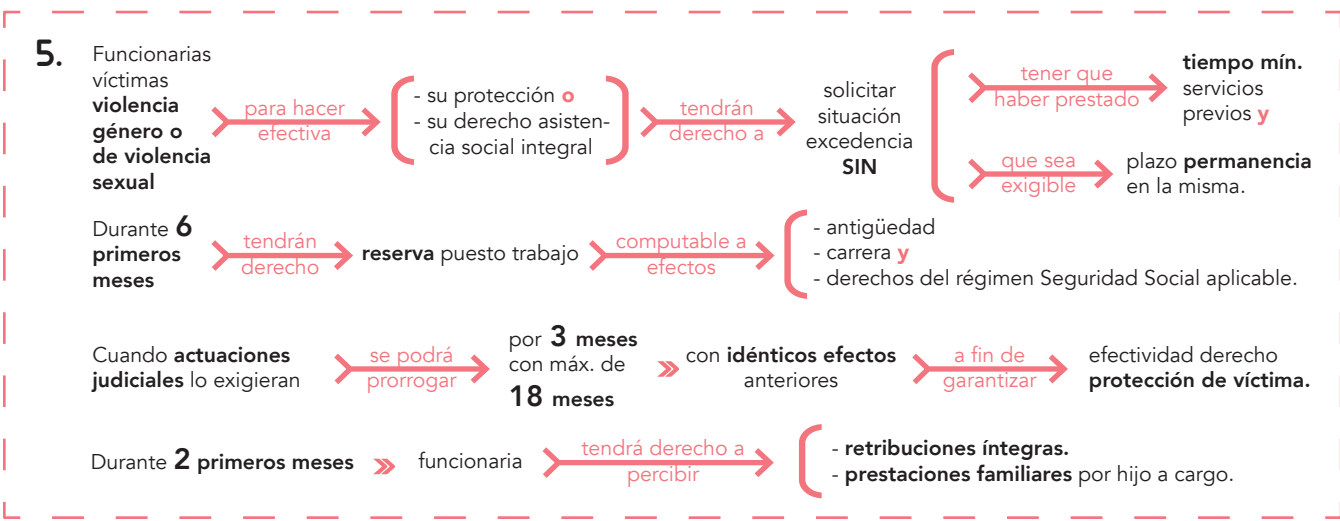 5.
Funcionarias
víctimas
violencia
género o
de violencia
sexual
para hacer
efectiva
- su protección o
- su derecho asisten-
cia social integral
tendrán
derecho a
solicitar
situación
excedencia
SIN
tener que
haber prestado
tiempo mín.
servicios
previos y
que sea
exigible
plazo permanencia
en la misma.
Durante 6
primeros
meses
tendrán
derecho
reserva puesto trabajo
computable a
efectos
- antigüedad
- carrera y
- derechos del régimen Seguridad Social aplicable.
Cuando actuaciones
judiciales lo exigieran
se podrá
prorrogar
por 3 meses
con máx. de
18 meses
con idénticos efectos
anteriores
a fin de
garantizar
efectividad derecho
protección de víctima.
Durante 2 primeros meses
funcionaria
tendrá derecho a
percibir
- retribuciones íntegras.
- prestaciones familiares por hijo a cargo.